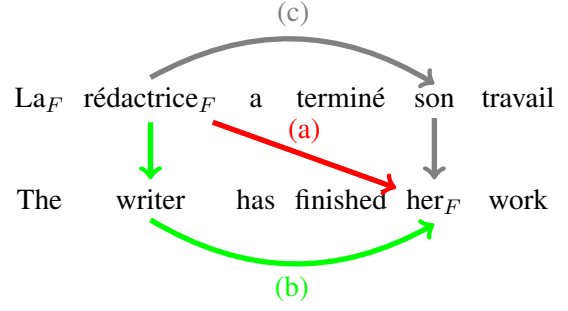 (c)
La_F rédactrice_F a terminé son travail
(a)
The writer has finished her_F work
(b)